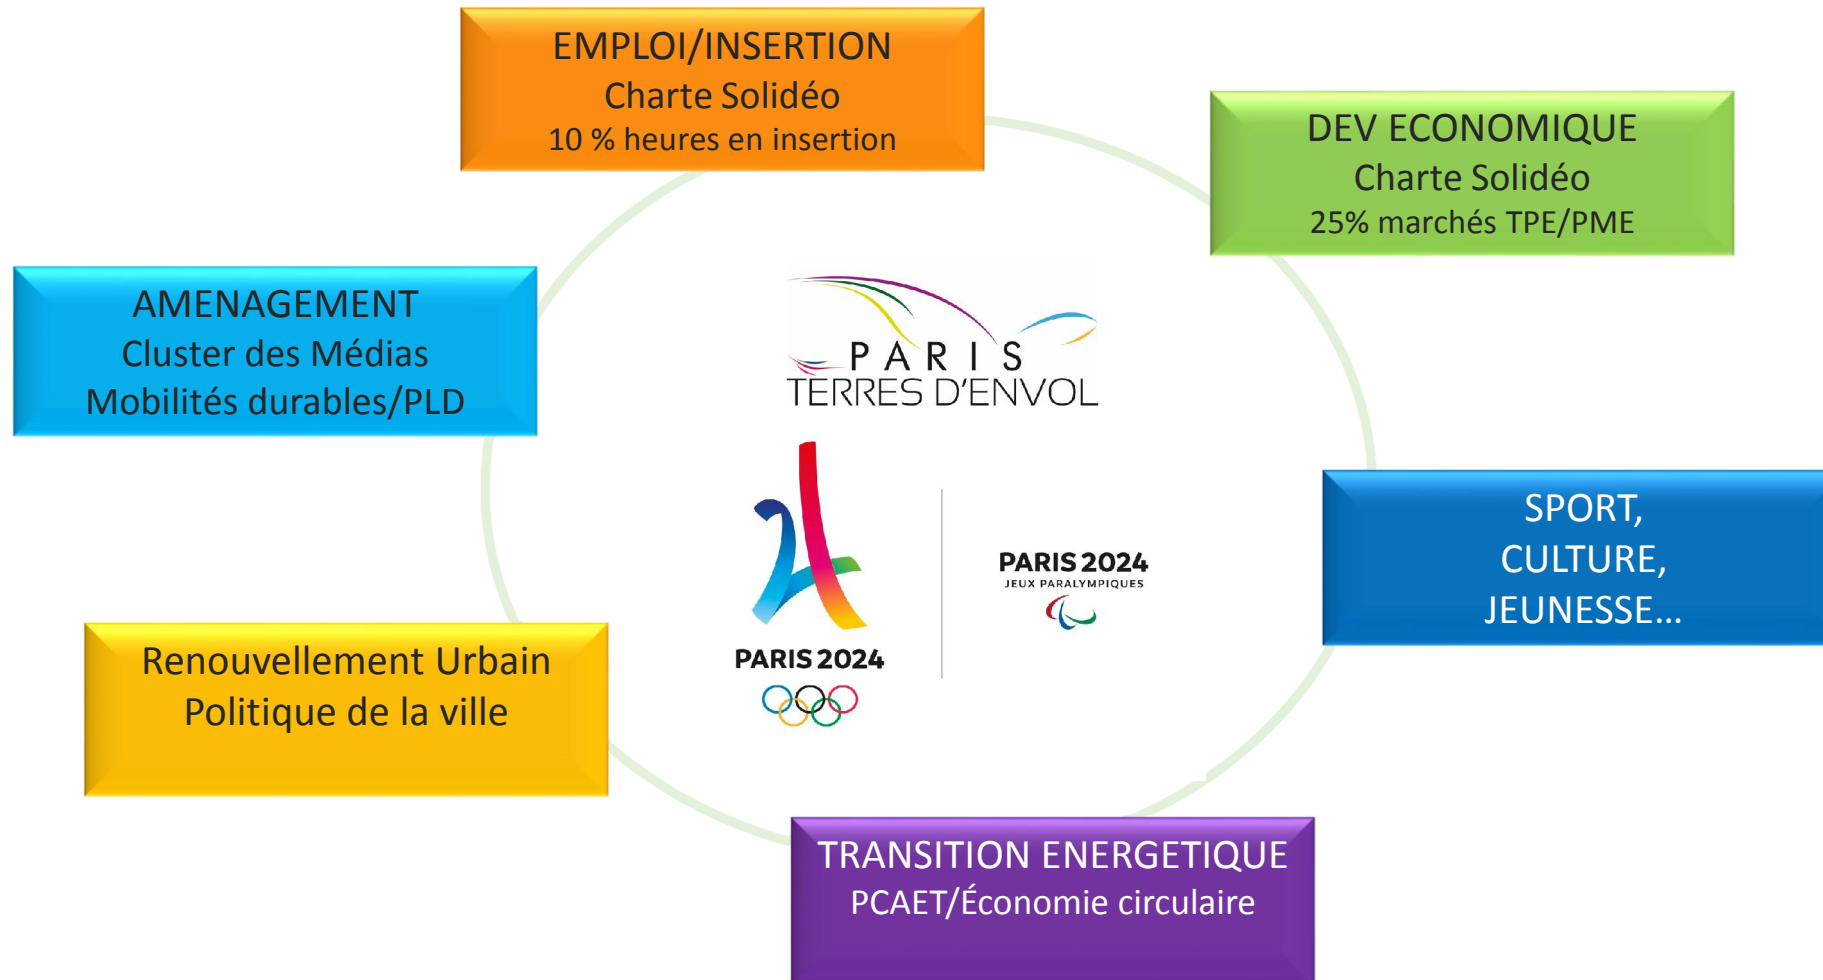 EMPLOI/INSERTION
Charte Solidéo
10 % heures en insertion
DEV ECONOMIQUE
Charte Solidéo
25% marchés TPE/PME
AMENAGEMENT
Cluster des Médias
Mobilités durables/PLD
PARIS
TERRES D'ENVOL
SPORT,
CULTURE,
JEUNESSE...
PARIS 2024
JEUX PARALYMPIQUES
PARIS 2024
Renouvellement Urbain
Politique de la ville
TRANSITION ENERGETIQUE
PCAET/Économie circulaire